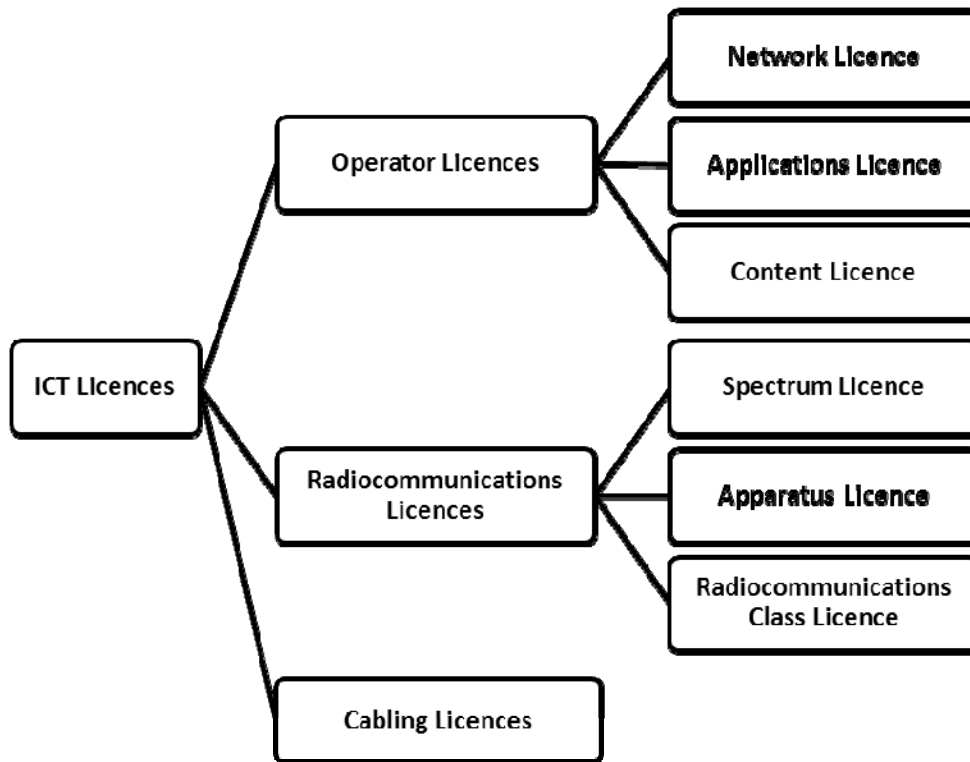 ICT Licences
Operator Licences
Network Licence
Applications Licence
Content Licence
Radiocommunications
Licences
Spectrum Licence
Apparatus Licence
Radiocommunications
Class Licence
Cabling Licences